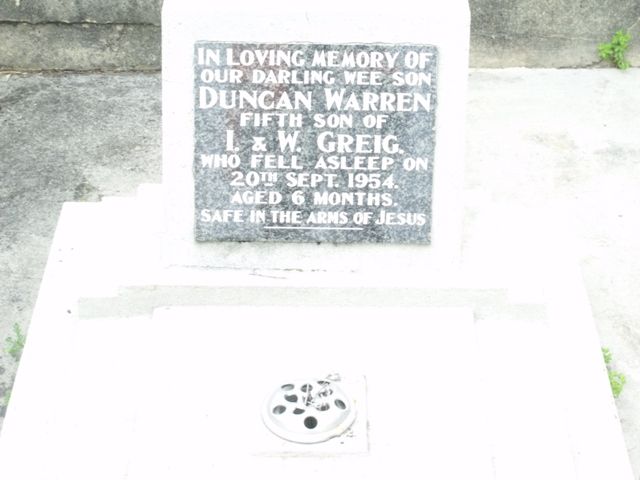 IN LOVING MEMORY OF
OUR DARLING WEE SON
DUNCAN WARREN
FIFTH SON OF
I. & W. GREIG.
WHO FELL ASLEEP ON
20TH SEPT. 1954.
AGED 6 MONTHS.
SAFE IN THE ARMS OF JESUS